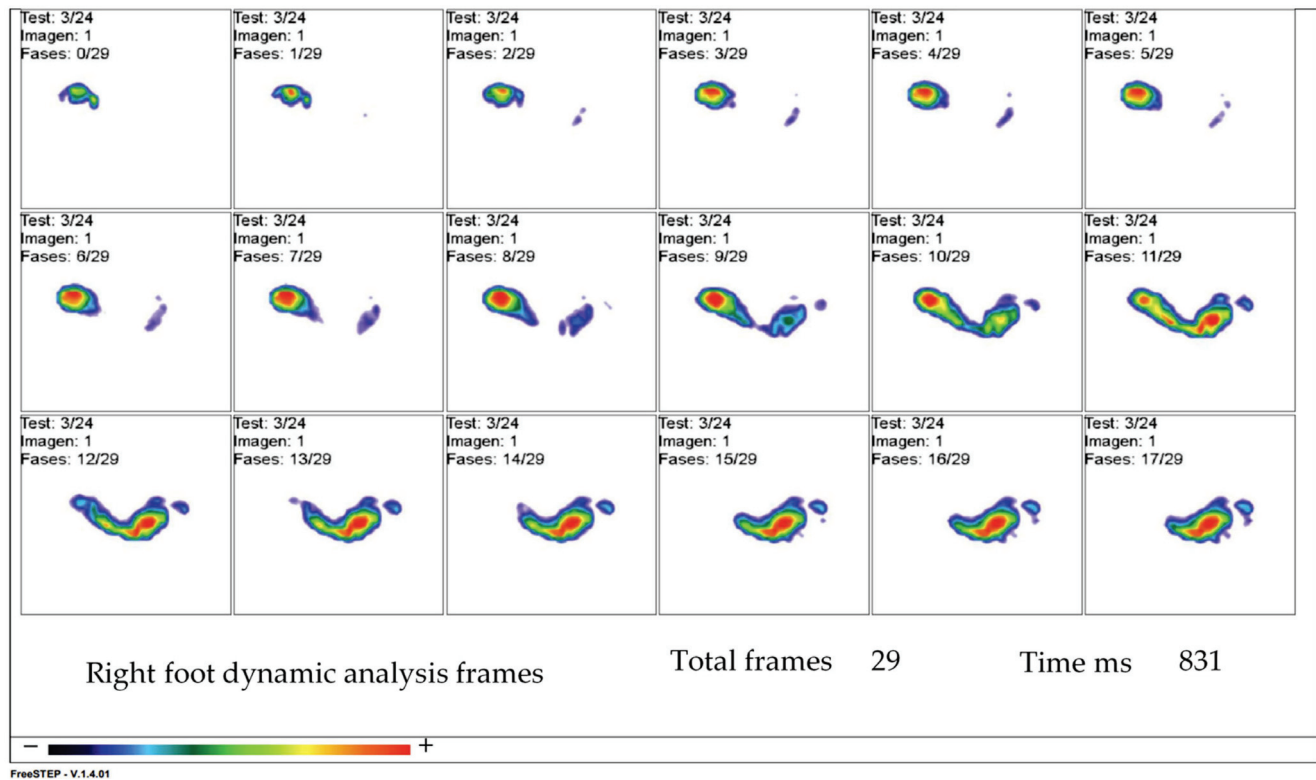 Test: 3/24
Imagen: 1
Fases: 0/29
Test: 3/24
Imagen: 1
Fases: 1/29
Test: 3/24
Imagen: 1
Fases: 2/29
Test: 3/24
Imagen: 1
Fases: 3/29
Test: 3/24
Imagen: 1
Fases: 4/29
Test: 3/24
Imagen: 1
Fases: 5/29
Test: 3/24
Imagen: 1
Fases: 6/29
Test: 3/24
Imagen: 1
Fases: 7/29
Test: 3/24
Imagen: 1
Fases: 8/29
Test: 3/24
Imagen: 1
Fases: 9/29
Test: 3/24
Imagen: 1
Fases: 10/29
Test: 3/24
Imagen: 1
Fases: 11/29
Test: 3/24
Imagen: 1
Fases: 12/29
Test: 3/24
Imagen: 1
Fases: 13/29
Test: 3/24
Imagen: 1
Fases: 14/29
Test: 3/24
Imagen: 1
Fases: 15/29
Test: 3/24
Imagen: 1
Fases: 16/29
Test: 3/24
Imagen: 1
Fases: 17/29
Right foot dynamic analysis frames
Total frames 29
Time ms 831
− +
FreeSTEP - V.1.4.01